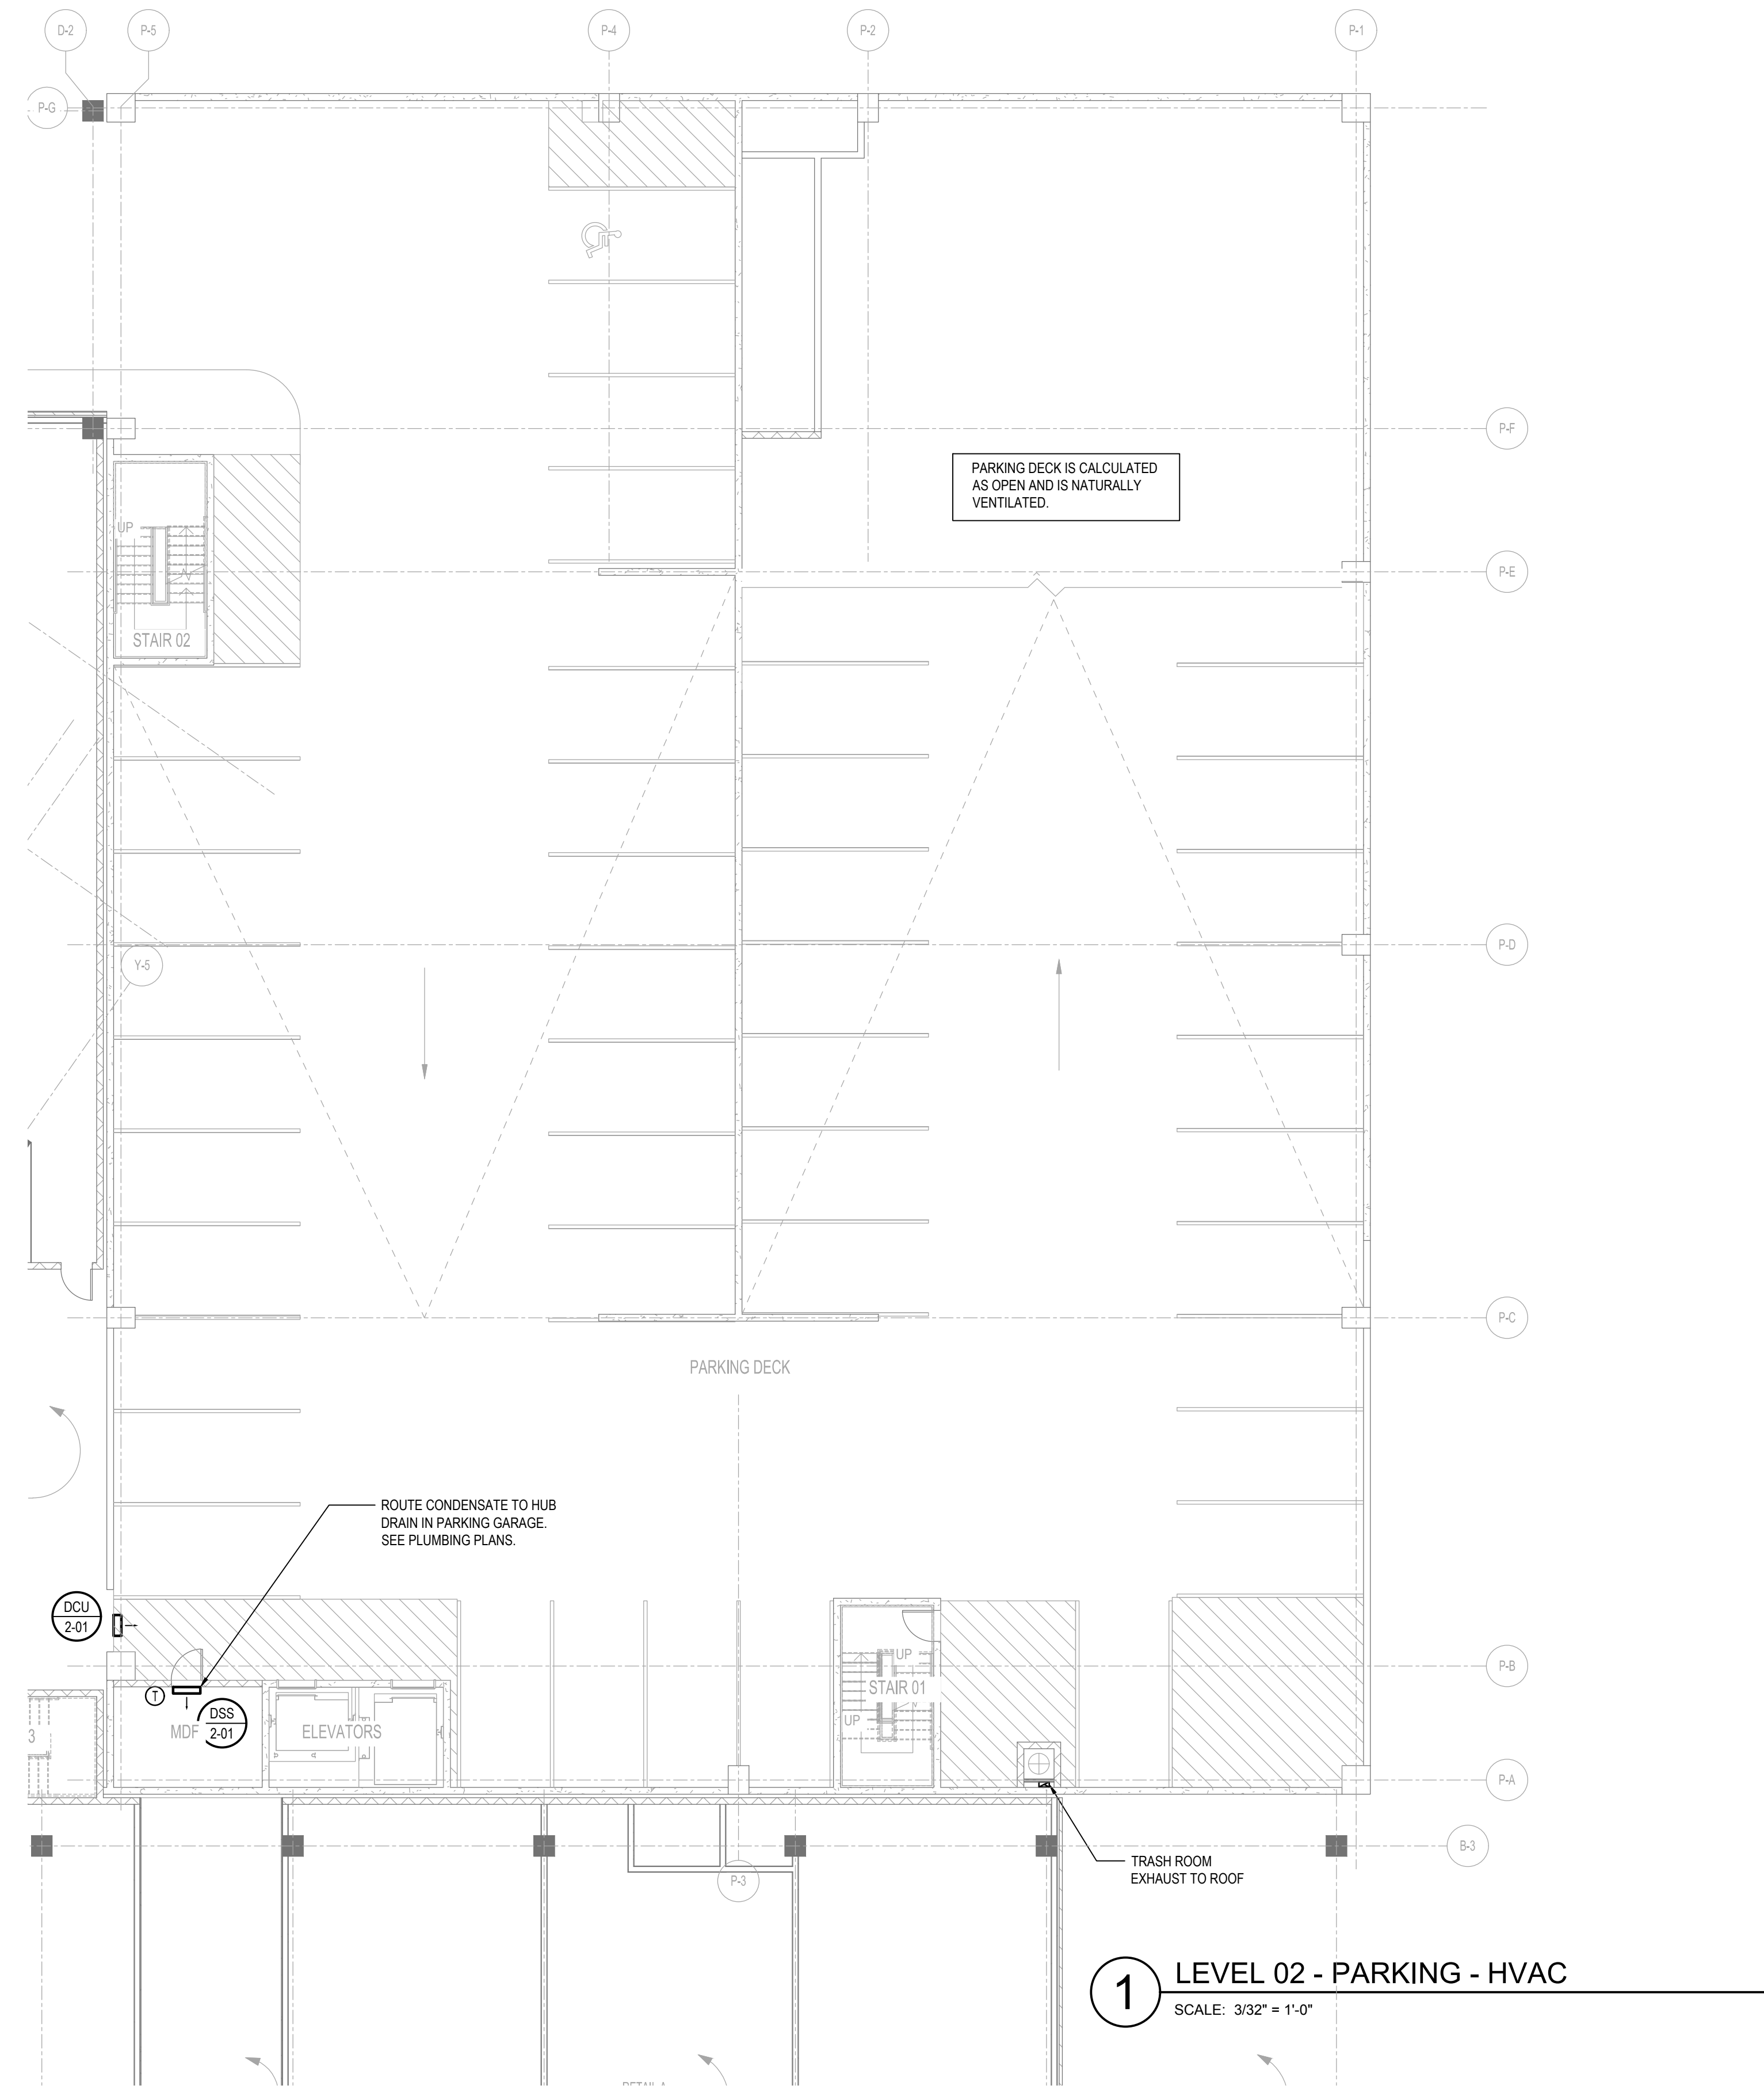 D-2
P-5
P-4
P-2
P-1
P-G
P-F
PARKING DECK IS CALCULATED
AS OPEN AND IS NATURALLY
VENTILATED.
UP
P-E
STAIR 02
P-D
Y-5
P-C
PARKING DECK
ROUTE CONDENSATE TO HUB
DRAIN IN PARKING GARAGE.
SEE PLUMBING PLANS.
DCU
2-01
UP
P-B
STAIR 01
T
DSS
2-01
MDF
ELEVATORS
UP
3
P-A
B-3
TRASH ROOM
EXHAUST TO ROOF
P-3
1
LEVEL 02 - PARKING - HVAC
SCALE: 3/32" = 1'-0"